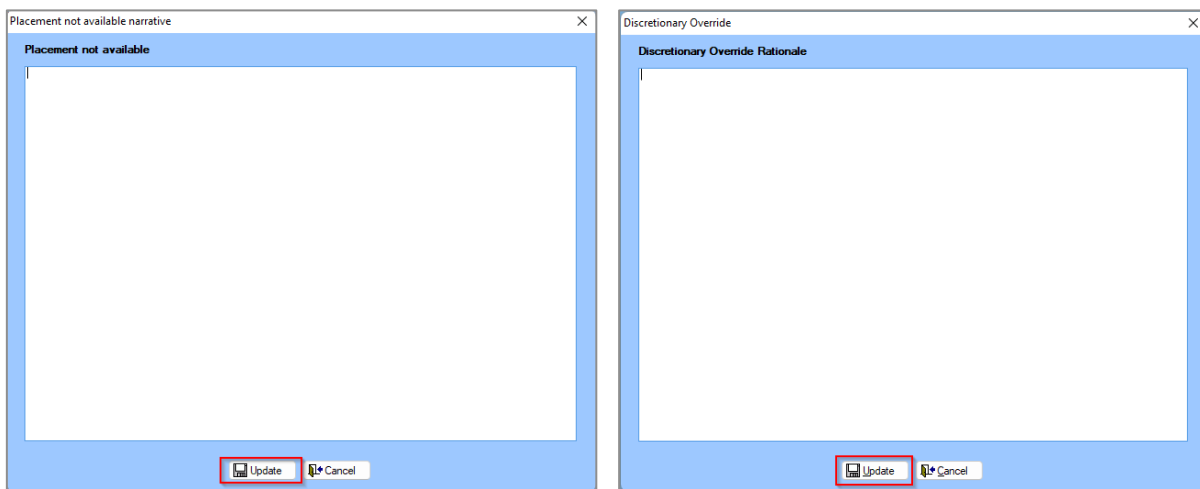 Placement not available narrative
Placement not available
Update Cancel
Discretionary Override
Discretionary Override Rationale
Update Cancel